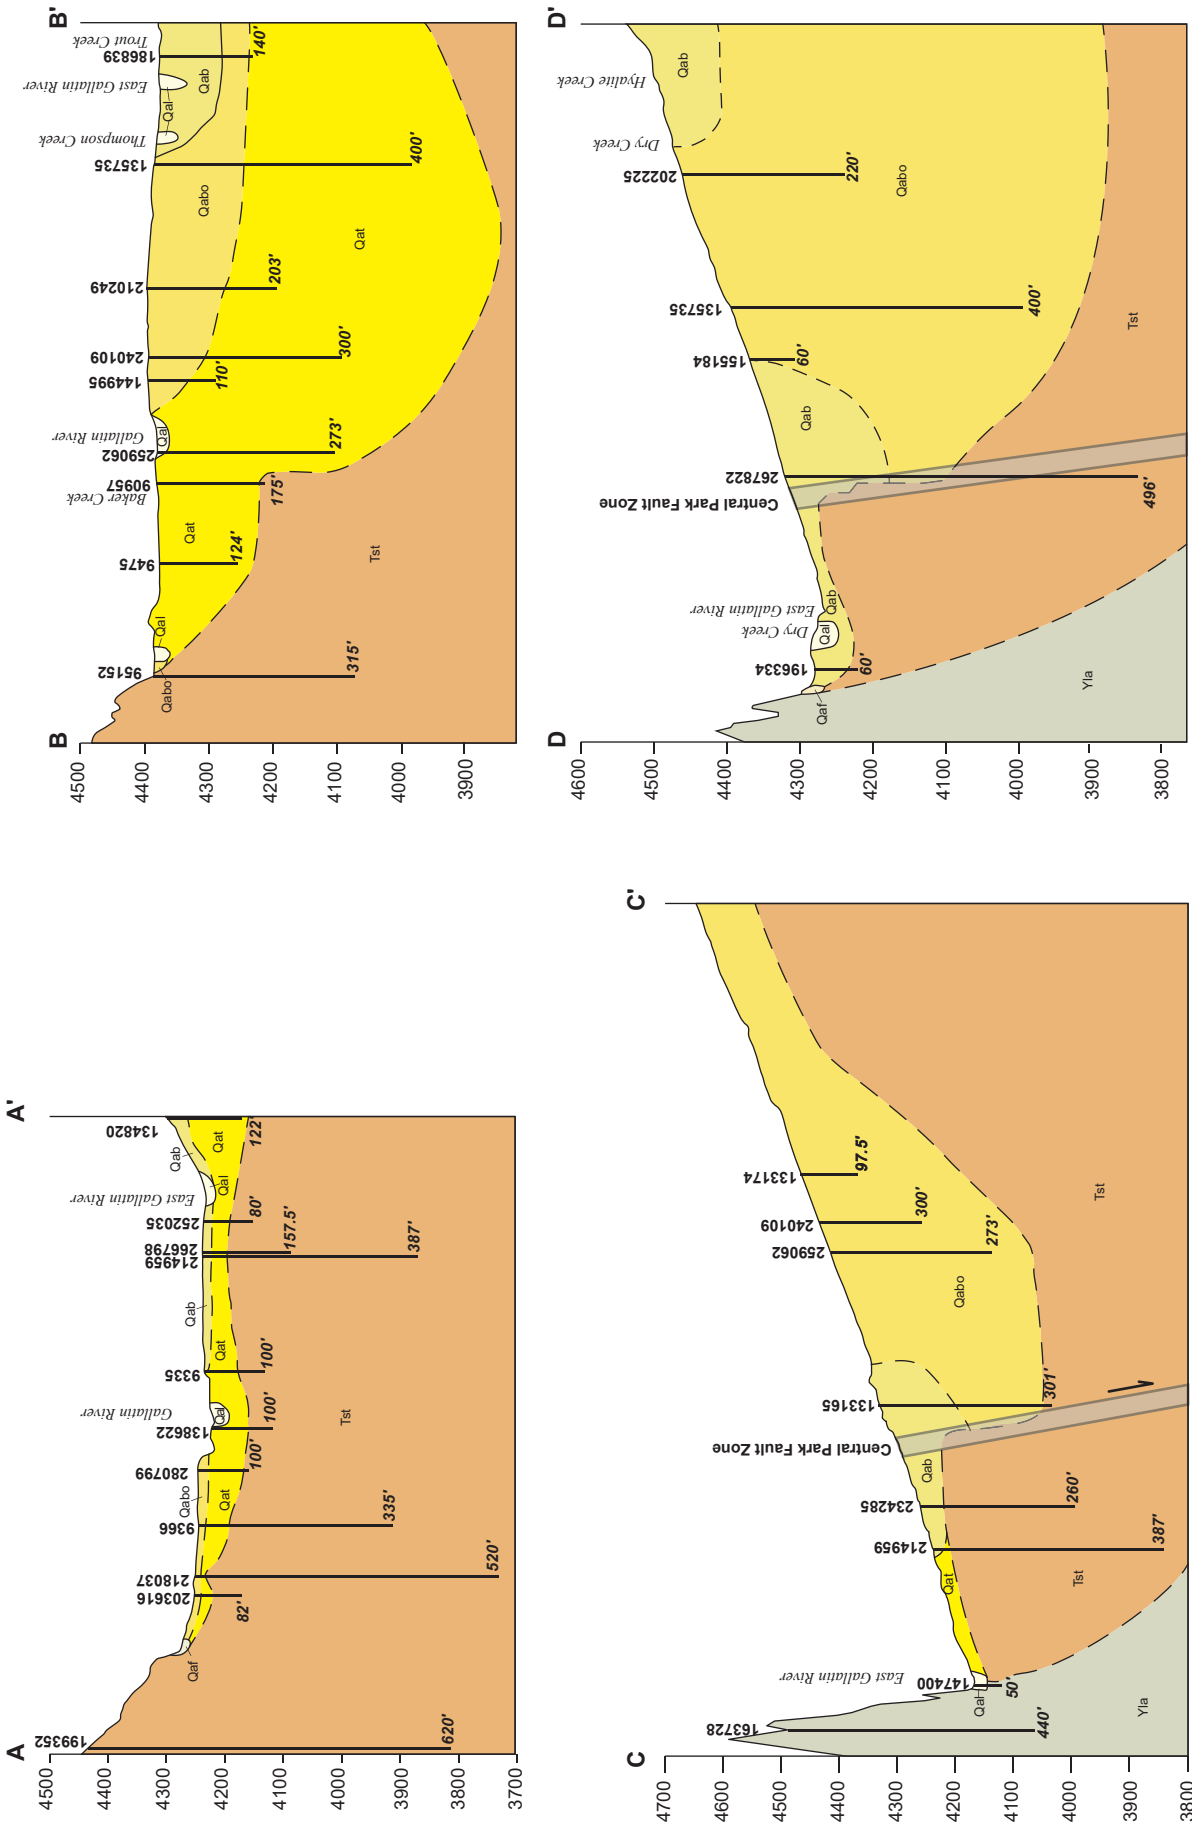 A
A'
4500
4400
4300
4200
4100
4000
3900
3800
3700
199352
620'
Qaf
203616
82'
218037
520'
9366
335'
Qabo
Qat
280799
100'
138622
100'
Gallatin River
Qal
9335
100'
Qat
Qab
Tst
214959
387'
266798
157.5'
252035
80'
East Gallatin River
Qal
Qab
Qat
134820
122'
B
B'
4500
4400
4300
4200
4100
4000
3900
95152
315'
Qabo
Qal
9475
124'
Qat
Baker Creek
90957
175'
259062
273'
Gallatin River
Qal
144995
110'
240109
300'
210249
203'
Qabo
Qat
Tst
135735
400'
Thompson Creek
Qal
East Gallatin River
Qab
Trout Creek
186839
140'
C
C'
4700
4600
4500
4400
4300
4200
4100
4000
3900
3800
163728
440'
East Gallatin River
147400
50'
Qal
Yla
Qat
214959
387'
234285
260'
Qab
Tst
Central Park Fault Zone
133165
301'
Qabo
259062
273'
240109
300'
133174
97.5'
Tst
D
D'
4600
4500
4400
4300
4200
4100
4000
3900
3800
Qaf
196334
60'
Dry Creek
East Gallatin River
Qal
Qab
Yla
Central Park Fault Zone
267822
496'
Qab
155184
60'
135735
400'
Tst
202225
220'
Qabo
Dry Creek
Hyalite Creek
Qab